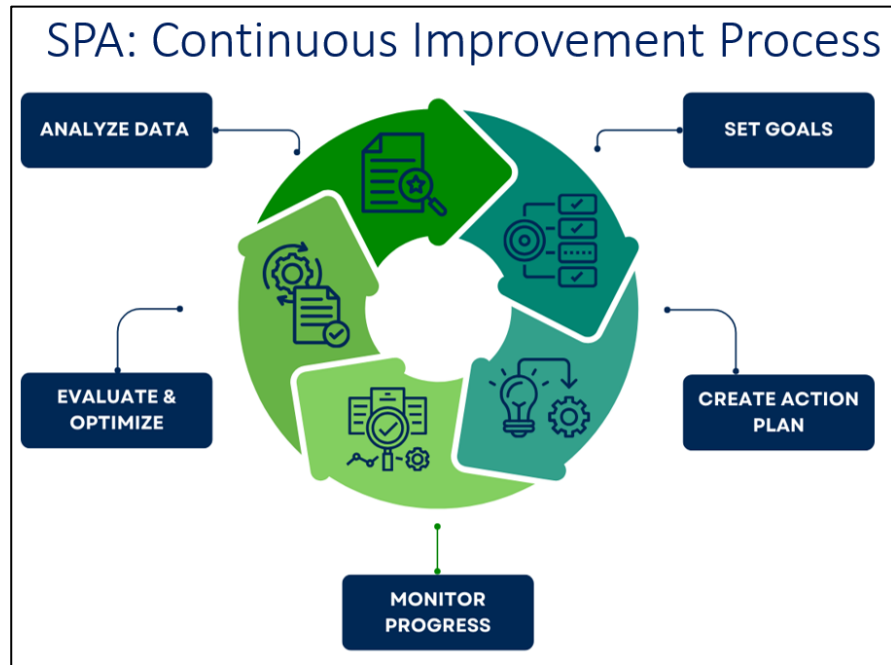 SPA: Continuous Improvement Process
ANALYZE DATA
SET GOALS
EVALUATE &
OPTIMIZE
CREATE ACTION
PLAN
MONITOR
PROGRESS